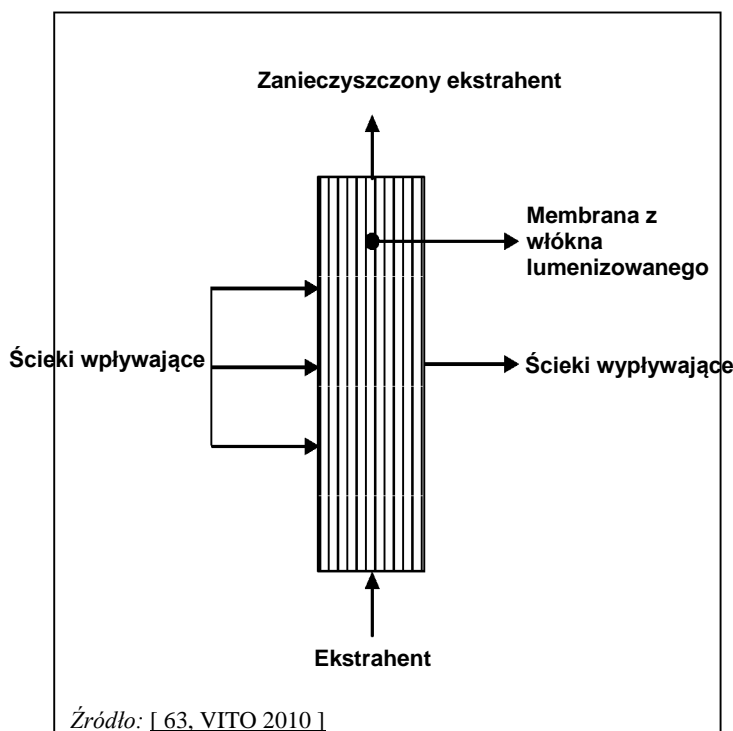 Zanieczyszczony ekstrahent
Membrana z
włókna
lumenizowanego
Ścieki wpływające
Ścieki wypływające
Ekstrahent
Źródło: [ 63, VITO 2010 ]